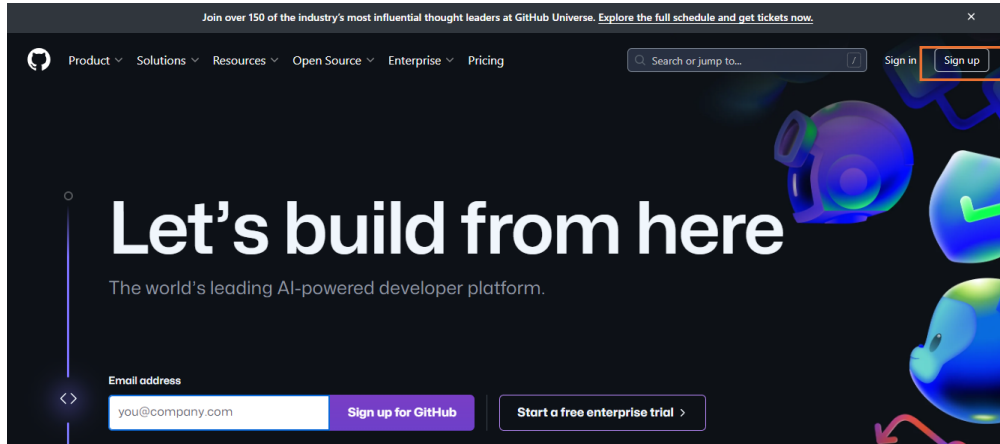 Join over 150 of the industry's most influential thought leaders at GitHub Universe. Explore the full schedule and get tickets now.
Product Solutions Resources Open Source Enterprise Pricing Search or jump to... / Sign in Sign up
Let's build from here
The world's leading AI-powered developer platform.
Email address
you@company.com Sign up for GitHub Start a free enterprise trial